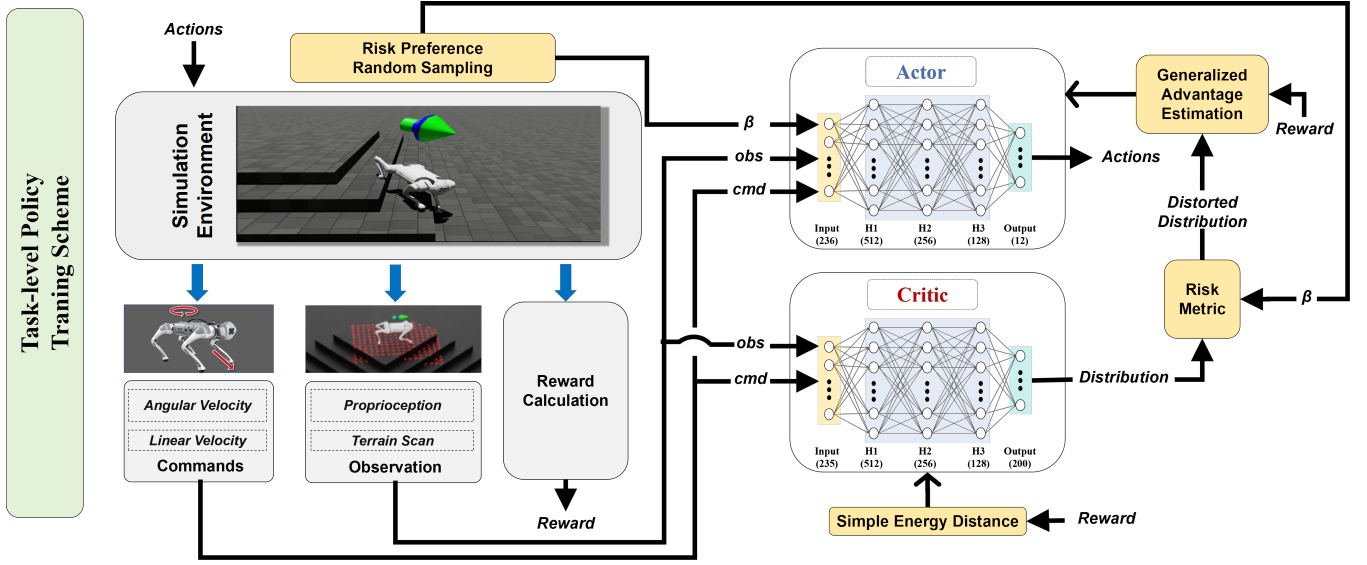 Task-level Policy
Traning Scheme
Actions
Risk Preference
Random Sampling
Simulation
Environment
Angular Velocity
Linear Velocity
Commands
Proprioception
Terrain Scan
Observation
Reward
Calculation
Reward
β
obs
cmd
Actor
Input
(236)
H1
(512)
H2
(256)
H3
(128)
Output
(12)
Actions
obs
cmd
Critic
Input
(235)
H1
(512)
H2
(256)
H3
(128)
Output
(200)
Simple Energy Distance
Reward
Distribution
Risk
Metric
β
Distorted
Distribution
Generalized
Advantage
Estimation
Reward